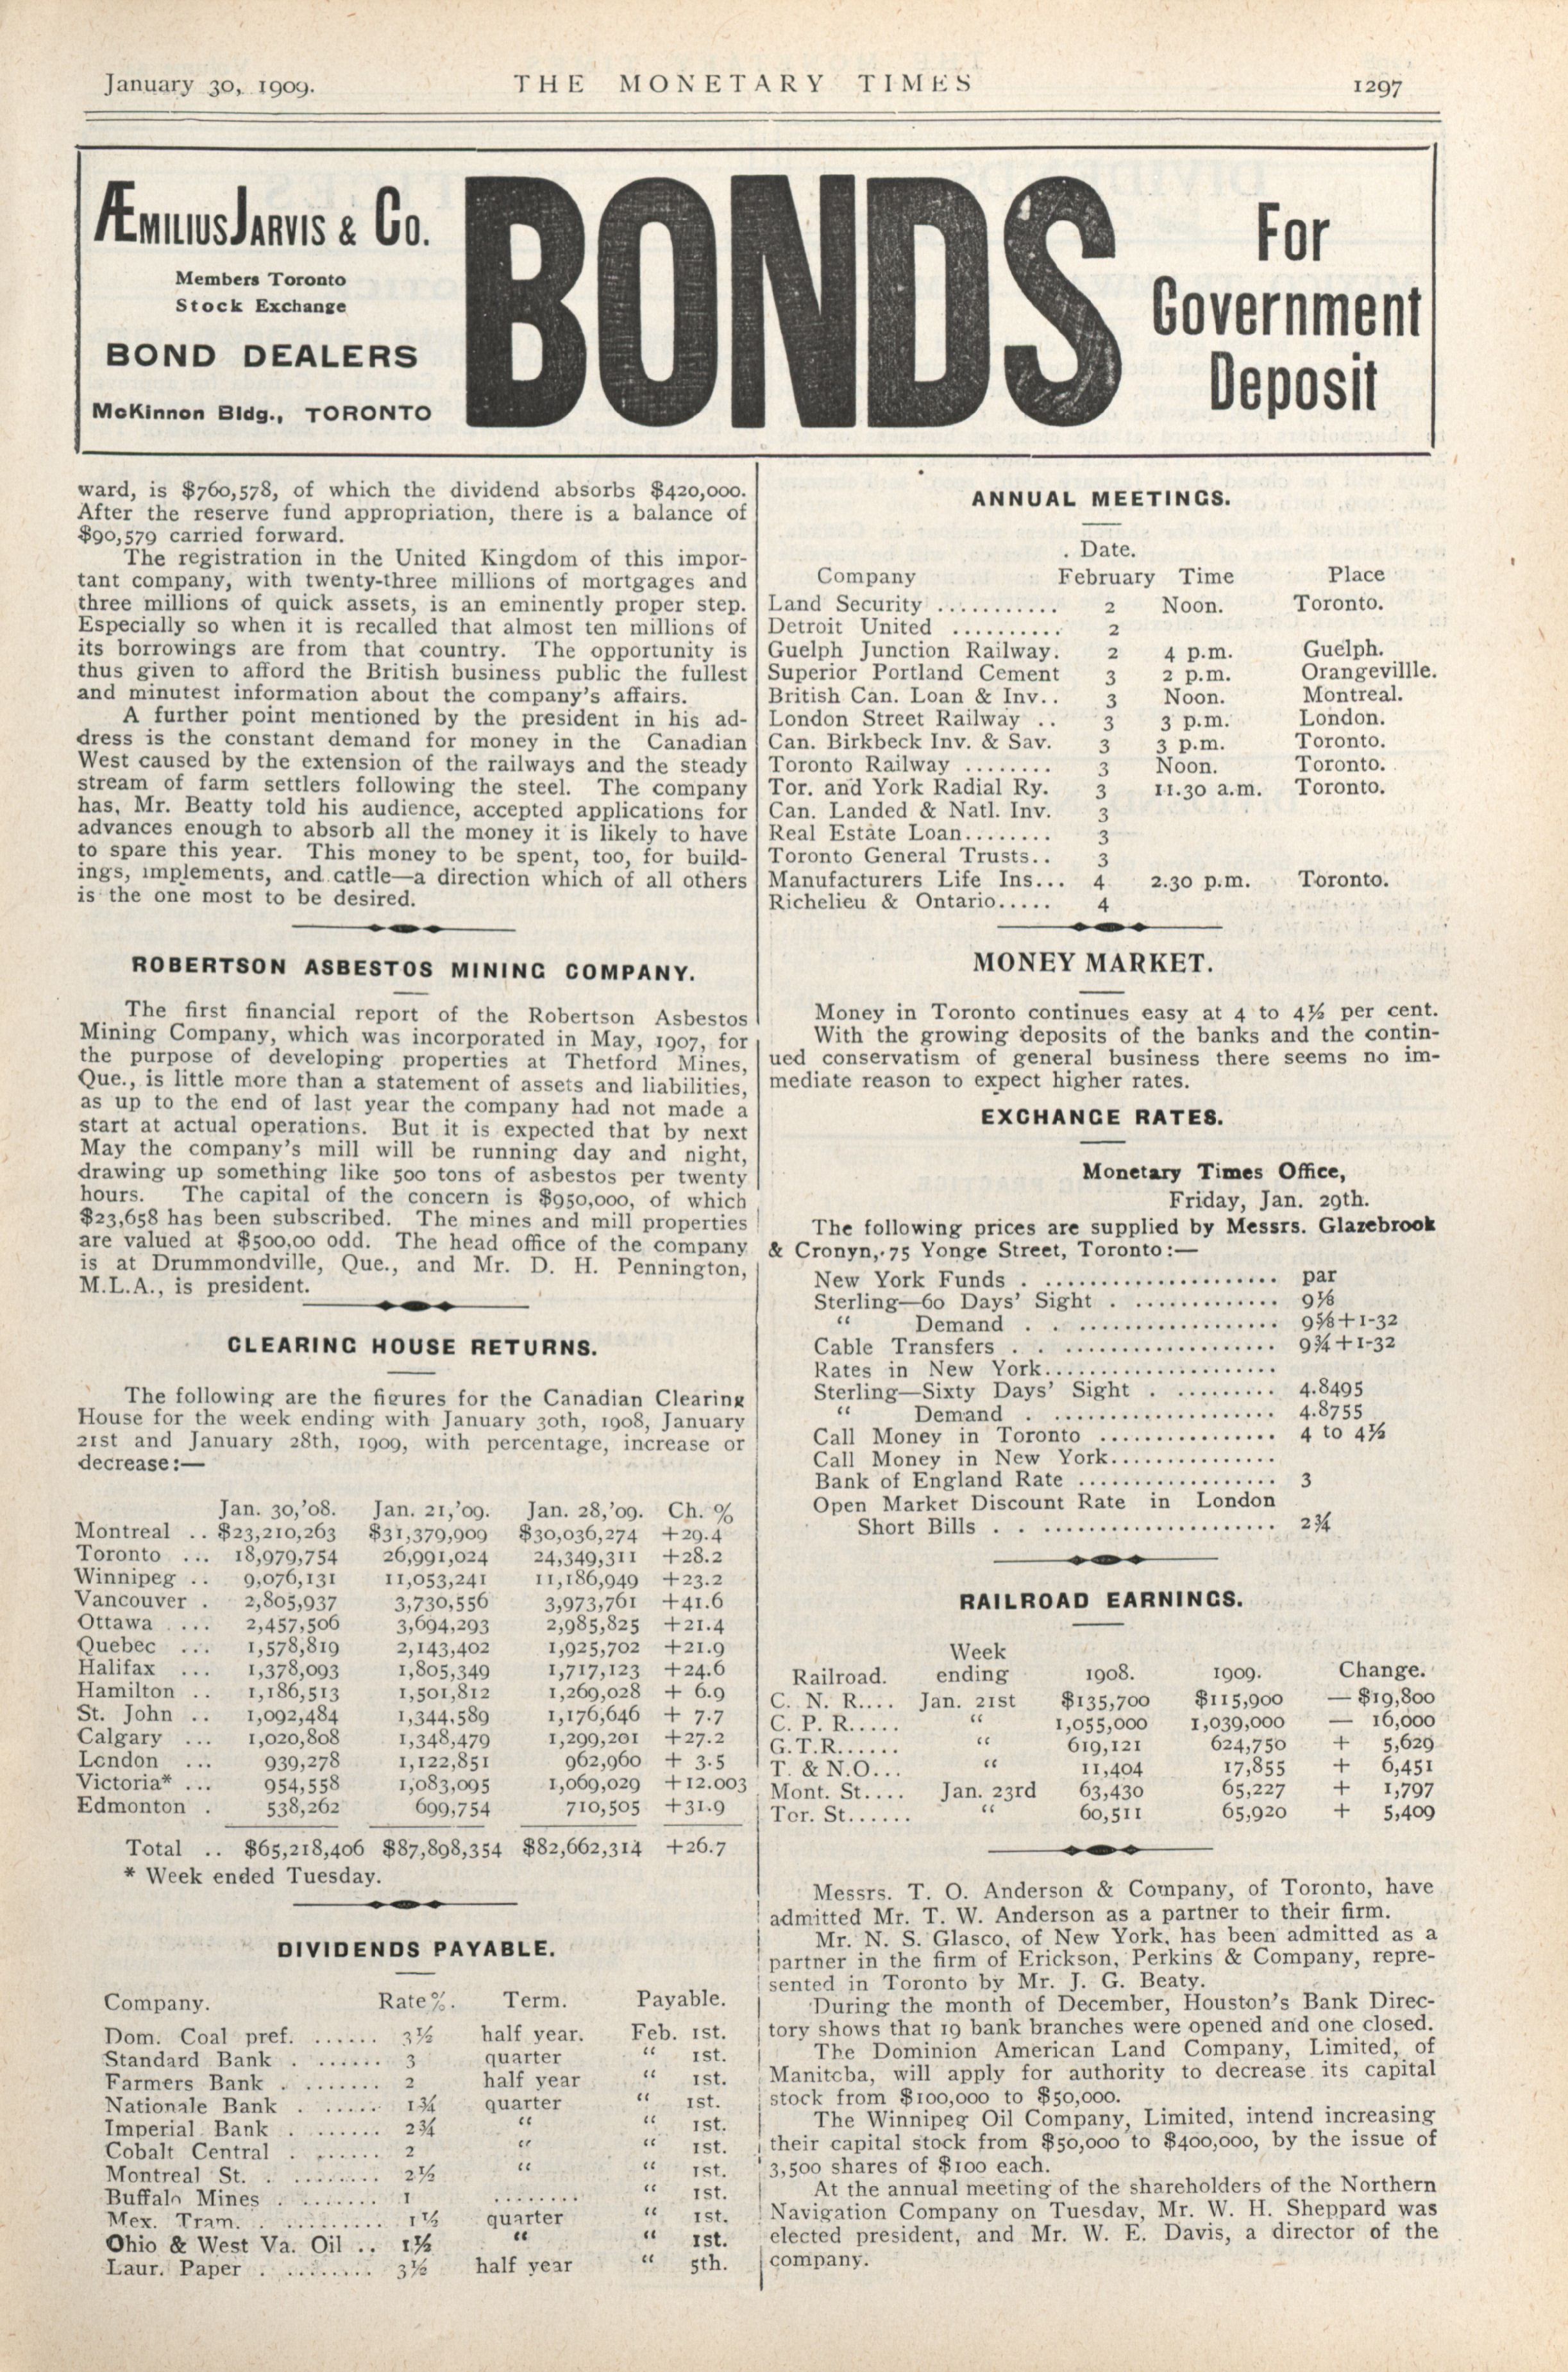 January 30, 1909.
THE MONETARY TIMES
1297
ÆMILIUS JARVIS & CO.
Members Toronto
Stock Exchange
BOND DEALERS
McKinnon Bldg., TORONTO
BONDS
For
Government
Deposit
ward, is $760,578, of which the dividend absorbs $420,000.
After the reserve fund appropriation, there is a balance of
$90,579 carried forward.
The registration in the United Kingdom of this impor-
tant company, with twenty-three millions of mortgages and
three millions of quick assets, is an eminently proper step.
Especially so when it is recalled that almost ten millions of
its borrowings are from that country. The opportunity is
thus given to afford the British business public the fullest
and minutest information about the company's affairs.
A further point mentioned by the president in his ad-
dress is the constant demand for money in the Canadian
West caused by the extension of the railways and the steady
stream of farm settlers following the steel. The company
has, Mr. Beatty told his audience, accepted applications for
advances enough to absorb all the money it is likely to have
to spare this year. This money to be spent, too, for build-
ings, implements, and cattle—a direction which of all others
is the one most to be desired.
ROBERTSON ASBESTOS MINING COMPANY.
The first financial report of the Robertson Asbestos
Mining Company, which was incorporated in May, 1907, for
the purpose of developing properties at Thetford Mines,
Que., is little more than a statement of assets and liabilities,
as up to the end of last year the company had not made a
start at actual operations. But it is expected that by next
May the company's mill will be running day and night,
drawing up something like 500 tons of asbestos per twenty
hours. The capital of the concern is $950,000, of which
$23,658 has been subscribed. The mines and mill properties
are valued at $500,00 odd. The head office of the company
is at Drummondville, Que., and Mr. D. H. Pennington,
M.L.A., is president.
CLEARING HOUSE RETURNS.
The following are the figures for the Canadian Clearing
House for the week ending with January 30th, 1908, January
21st and January 28th, 1909, with percentage, increase or
decrease:—
Jan. 30,'08. Jan. 21,'09. Jan. 28,'09. Ch. %
Montreal .. $23,210,263 $31,379,909 $30,036,274 +29.4
Toronto ... 18,979,754 26,991,024 24,349,311 +28.2
Winnipeg .. 9,076,131 11,053,241 11,186,949 +23.2
Vancouver . 2,805,937 3,730,556 3,973,761 +41.6
Ottawa .... 2,457,506 3,694,293 2,985,825 +21.4
Quebec ... 1,578,819 2,143,402 1,925,702 +21.9
Halifax ... 1,378,093 1,805,349 1,717,123 +24.6
Hamilton .. 1,186,513 1,501,812 1,269,028 + 6.9
St. John .. 1,092,484 1,344,589 1,176,646 + 7.7
Calgary ... 1,020,808 1,348,479 1,299,201 +27.2
London ... 939,278 1,122,851 962,960 + 3.5
Victoria* ... 954,558 1,083,095 1,069,029 +12.003
Edmonton . 538,262 699,754 710,505 +31.9
Total .. $65,218,406 $87,898,354 $82,662,314 +26.7
* Week ended Tuesday.
DIVIDENDS PAYABLE.
Company. Rate %. Term. Payable.
Dom. Coal pref. ...... 3½ half year. Feb. 1st.
Standard Bank . ...... 3 quarter " 1st.
Farmers Bank . ....... 2 half year " 1st.
Nationale Bank . ..... 1¾ quarter " 1st.
Imperial Bank . ...... 2¾ " " 1st.
Cobalt Central . ...... 2 " " 1st.
Montreal St. . ........ 2½ " " 1st.
Buffalo Mines . ....... 1 ........ " 1st.
Mex. Tram. . ......... 1½ quarter " 1st.
Ohio & West Va. Oil .. 1½ " " 1st.
Laur. Paper . ........ 3½ half year " 5th.
ANNUAL MEETINGS.
. Date.
Company February Time Place
Land Security ........... 2 Noon. Toronto.
Detroit United .......... 2
Guelph Junction Railway. 2 4 p.m. Guelph.
Superior Portland Cement 3 2 p.m. Orangevillle.
British Can. Loan & Inv.. 3 Noon. Montreal.
London Street Railway .. 3 3 p.m. London.
Can. Birkbeck Inv. & Sav. 3 3 p.m. Toronto.
Toronto Railway ........ 3 Noon. Toronto.
Tor. and York Radial Ry. 3 11.30 a.m. Toronto.
Can. Landed & Natl. Inv. 3
Real Estate Loan........ 3
Toronto General Trusts.. 3
Manufacturers Life Ins... 4 2.30 p.m. Toronto.
Richelieu & Ontario..... 4
MONEY MARKET.
Money in Toronto continues easy at 4 to 4½ per cent.
With the growing deposits of the banks and the contin-
ued conservatism of general business there seems no im-
mediate reason to expect higher rates.
EXCHANGE RATES.
Monetary Times Office,
Friday, Jan. 29th.
The following prices are supplied by Messrs. Glazebrook
& Cronyn, 75 Yonge Street, Toronto:—
New York Funds . ..................... par
Sterling—60 Days' Sight . ............. 9⅛
" Demand . . .................. 9⅝+1-32
Cable Transfers . . ................... 9¾+1-32
Rates in New York.....................
Sterling—Sixty Days' Sight . ......... 4.8495
" Demand . .................... 4.8755
Call Money in Toronto ................ 4 to 4½
Call Money in New York...............
Bank of England Rate .................. 3
Open Market Discount Rate in London
Short Bills . . ..................... 2¾
RAILROAD EARNINGS.
Week
Railroad. ending 1908. 1909. Change.
C. N. R.... Jan. 21st $135,700 $115,900 — $19,800
C. P. R..... " 1,055,000 1,039,000 — 16,000
G.T.R...... " 619,121 624,750 + 5,629
T. & N.O... " 11,404 17,855 + 6,451
Mont. St.... Jan. 23rd 63,430 65,227 + 1,797
Tor. St...... " 60,511 65,920 + 5,409
Messrs. T. O. Anderson & Company, of Toronto, have
admitted Mr. T. W. Anderson as a partner to their firm.
Mr. N. S. Glasco, of New York, has been admitted as a
partner in the firm of Erickson, Perkins & Company, repre-
sented in Toronto by Mr. J. G. Beaty.
During the month of December, Houston's Bank Direc-
tory shows that 19 bank branches were opened and one closed.
The Dominion American Land Company, Limited, of
Manitoba, will apply for authority to decrease its capital
stock from $100,000 to $50,000.
The Winnipeg Oil Company, Limited, intend increasing
their capital stock from $50,000 to $400,000, by the issue of
3,500 shares of $100 each.
At the annual meeting of the shareholders of the Northern
Navigation Company on Tuesday, Mr. W. H. Sheppard was
elected president, and Mr. W. E. Davis, a director of the
company.